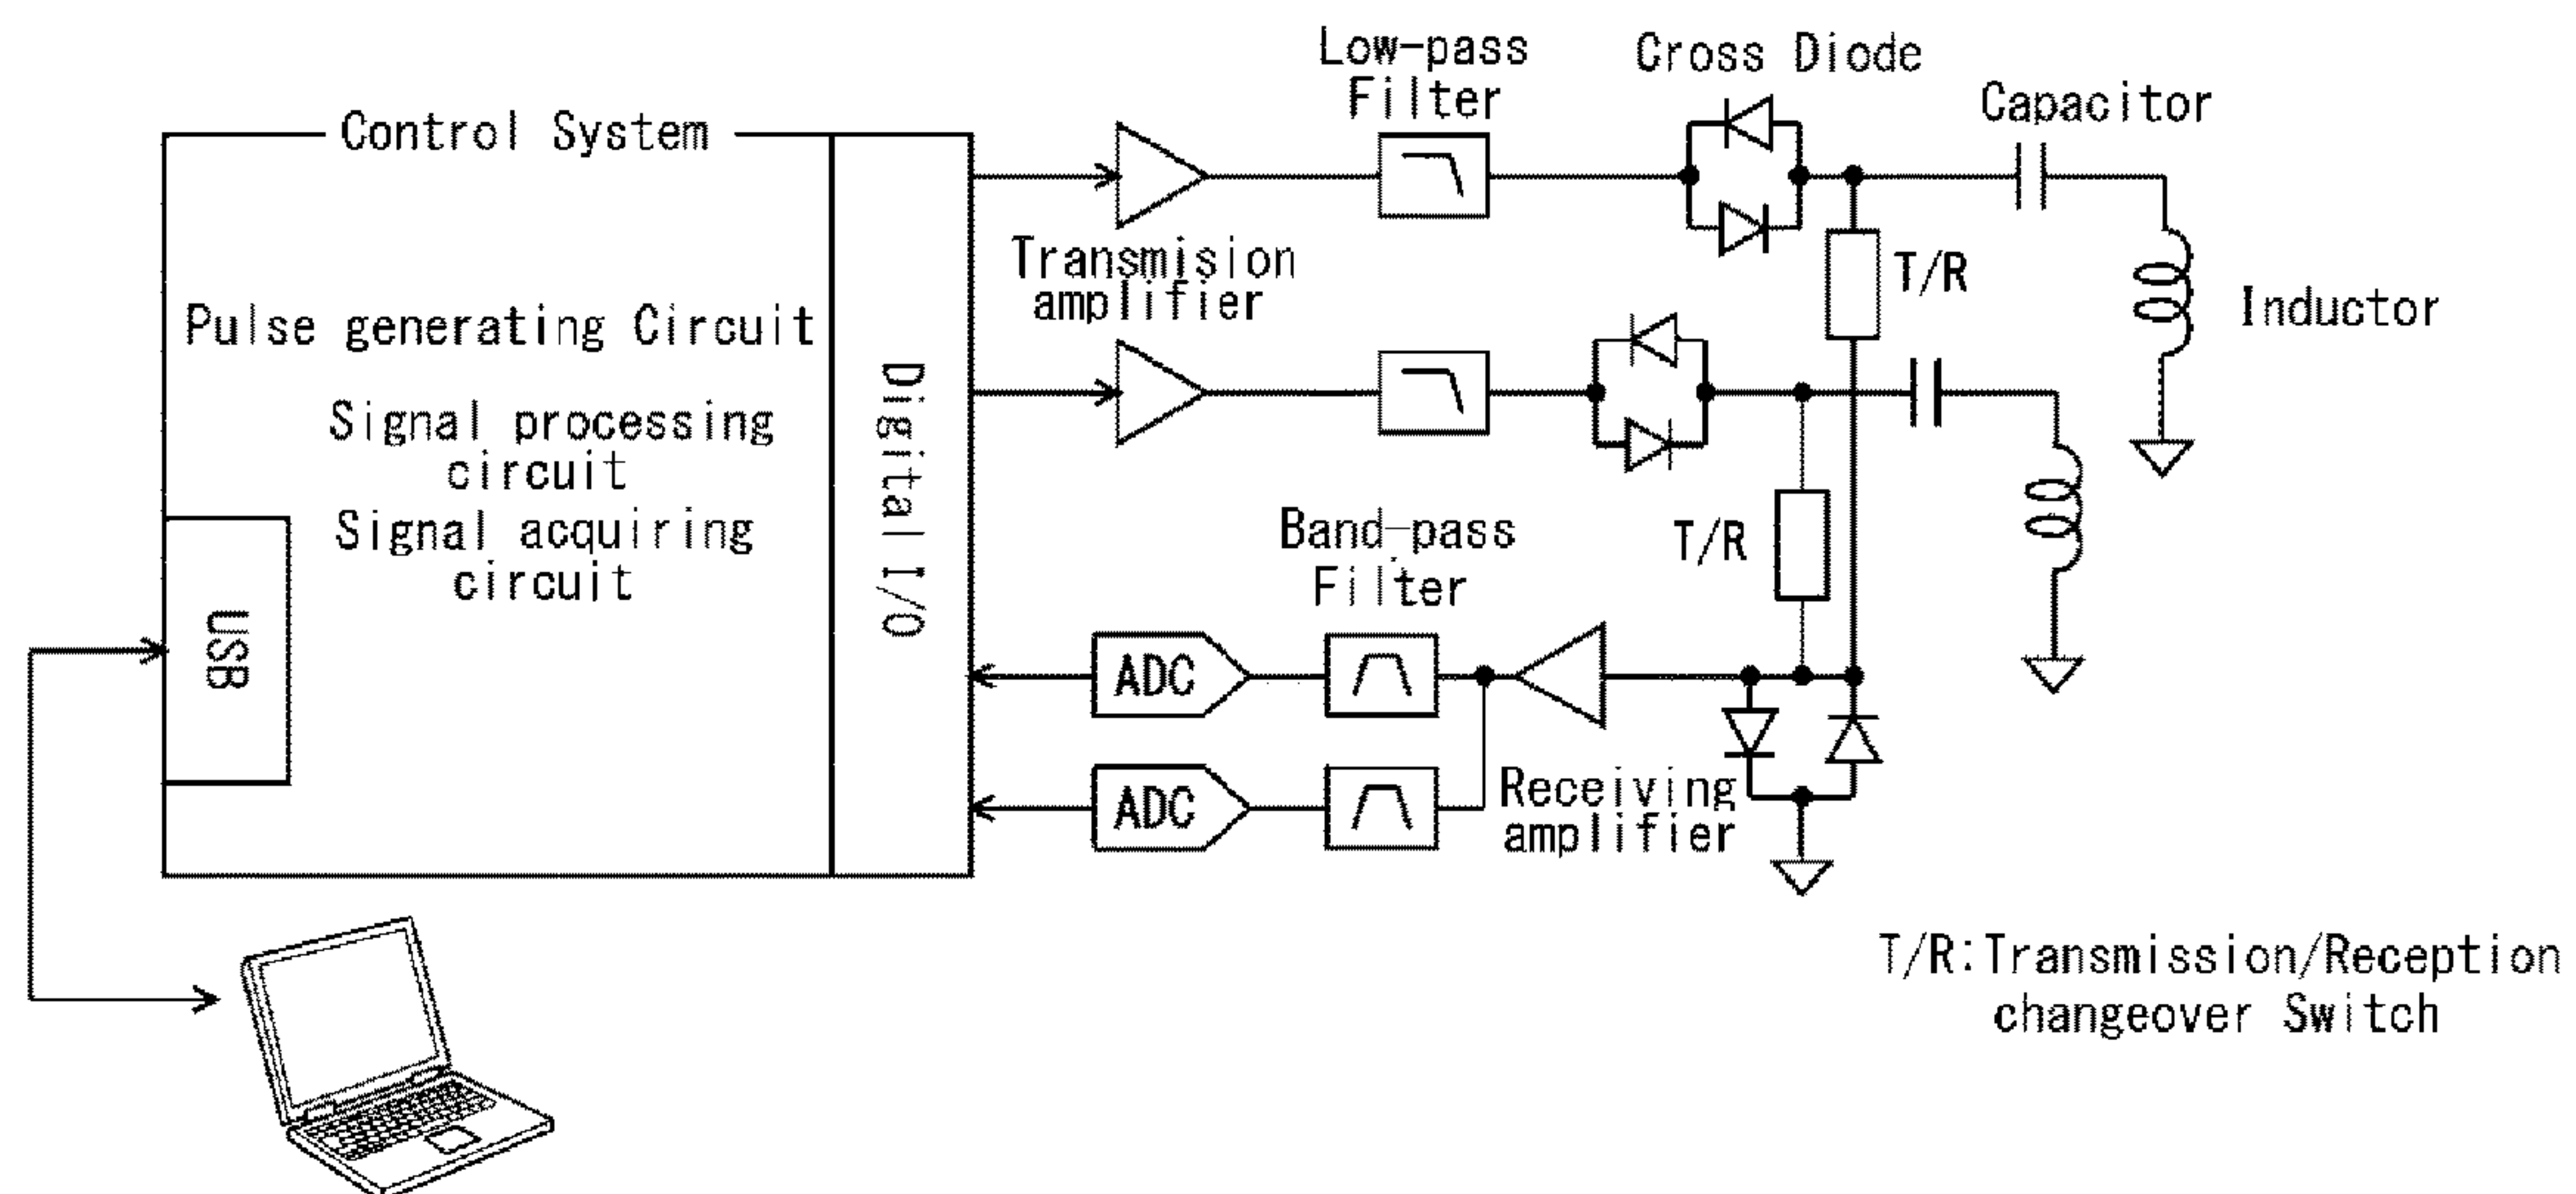 Control System
Pulse generating Circuit
Signal processing
circuit
Signal acquiring
circuit
USB
Digital I/O
Low-pass
Filter
Cross Diode
Capacitor
Transmision
amplifier
T/R
Inductor
T/R
Band-pass
Filter
ADC
ADC
Receiving
amplifier
T/R:Transmission/Reception
changeover Switch